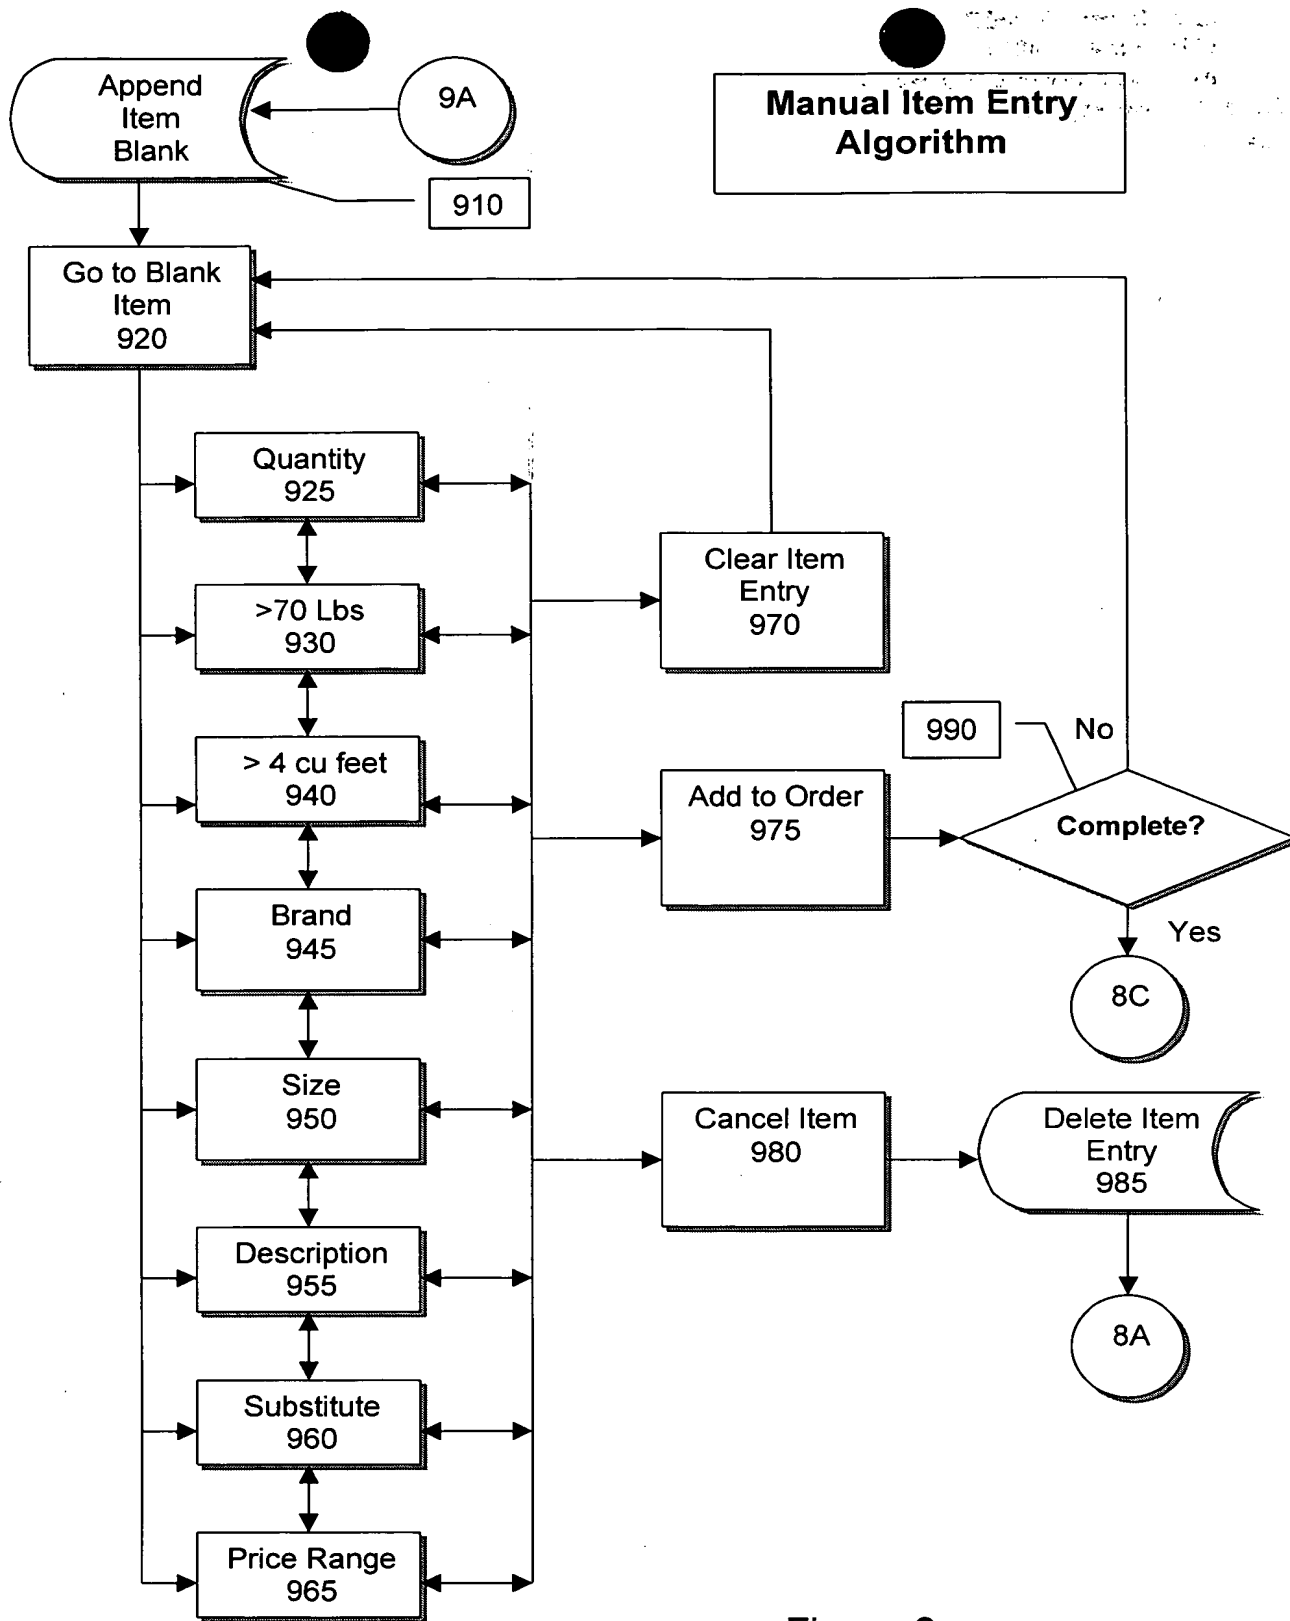 Append
Item
Blank
9A
Manual Item Entry
Algorithm
910
Go to Blank
Item
920
Quantity
925
>70 Lbs
930
> 4 cu feet
940
Brand
945
Size
950
Description
955
Substitute
960
Price Range
965
Clear Item
Entry
970
990
No
Add to Order
975
Complete?
Yes
8C
Cancel Item
980
Delete Item
Entry
985
8A